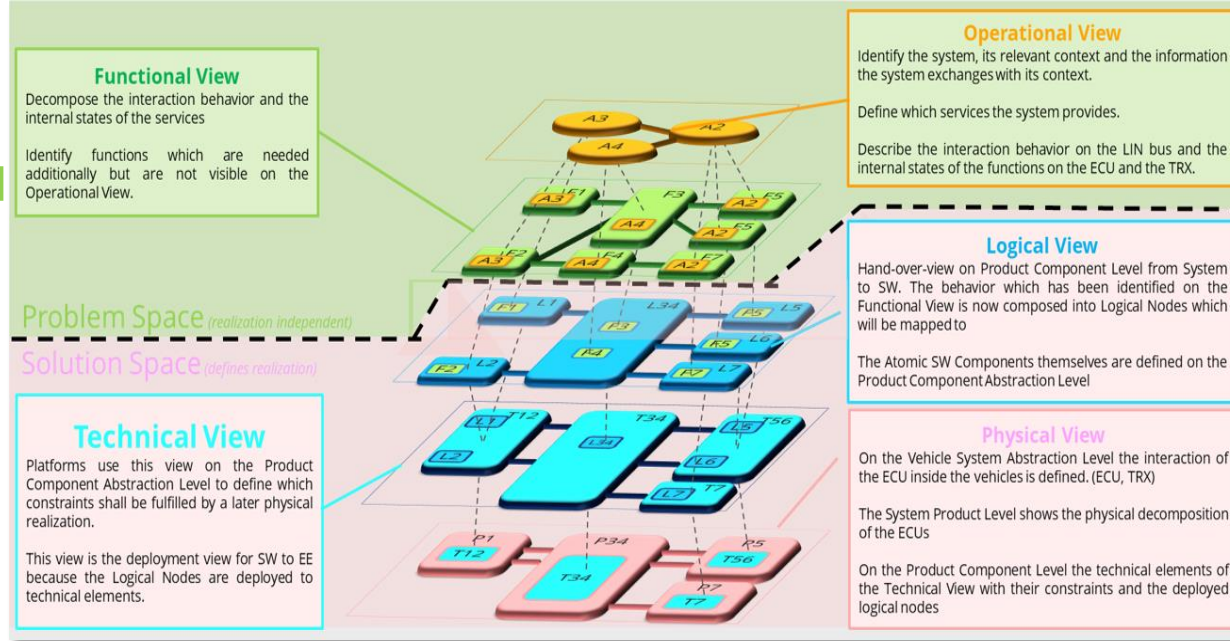 Functional View
Decompose the interaction behavior and the
internal states of the services
Identify functions which are needed
additionally but are not visible on the
Operational View.
Operational View
Identify the system, its relevant context and the information
the system exchanges with its context.
Define which services the system provides.
Describe the interaction behavior on the LIN bus and the
internal states of the functions on the ECU and the TRX.
A3
A2
A4
F1
A3
F3
A4
F5
A2
F5
A2
F2
A3
F4
A4
F7
A2
Problem Space (realization independent)
Solution Space (defines realization)
Logical View
Hand-over-view on Product Component Level from System
to SW. The behavior which has been identified on the
Functional View is now composed into Logical Nodes which
will be mapped to
The Atomic SW Components themselves are defined on the
Product Component Abstraction Level
L1
F1
L34
F3
F4
L5
F5
L6
F5
L2
F2
L7
F7
Technical View
Platforms use this view on the Product
Component Abstraction Level to define which
constraints shall be fulfilled by a later physical
realization.
This view is the deployment view for SW to EE
because the Logical Nodes are deployed to
technical elements.
T12
L1
L2
T34
L34
T56
L5
L6
T7
L7
Physical View
On the Vehicle System Abstraction Level the interaction of
the ECU inside the vehicles is defined. (ECU, TRX)
The System Product Level shows the physical decomposition
of the ECUs
On the Product Component Level the technical elements of
the Technical View with their constraints and the deployed
logical nodes
P1
T12
P34
T34
P5
T56
P7
T7